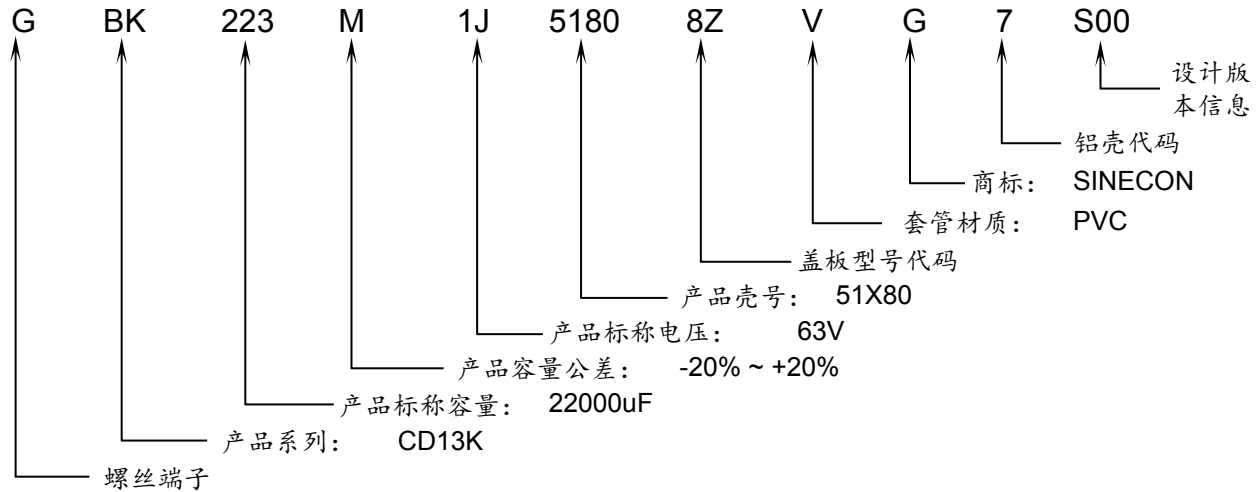 G BK 223 M 1J 5180 8Z V G 7 S00
设计版
本信息
铝壳代码
商标： SINECON
套管材质： PVC
盖板型号代码
产品壳号： 51X80
产品标称电压： 63V
产品容量公差： -20% ~ +20%
产品标称容量： 22000uF
产品系列： CD13K
螺丝端子